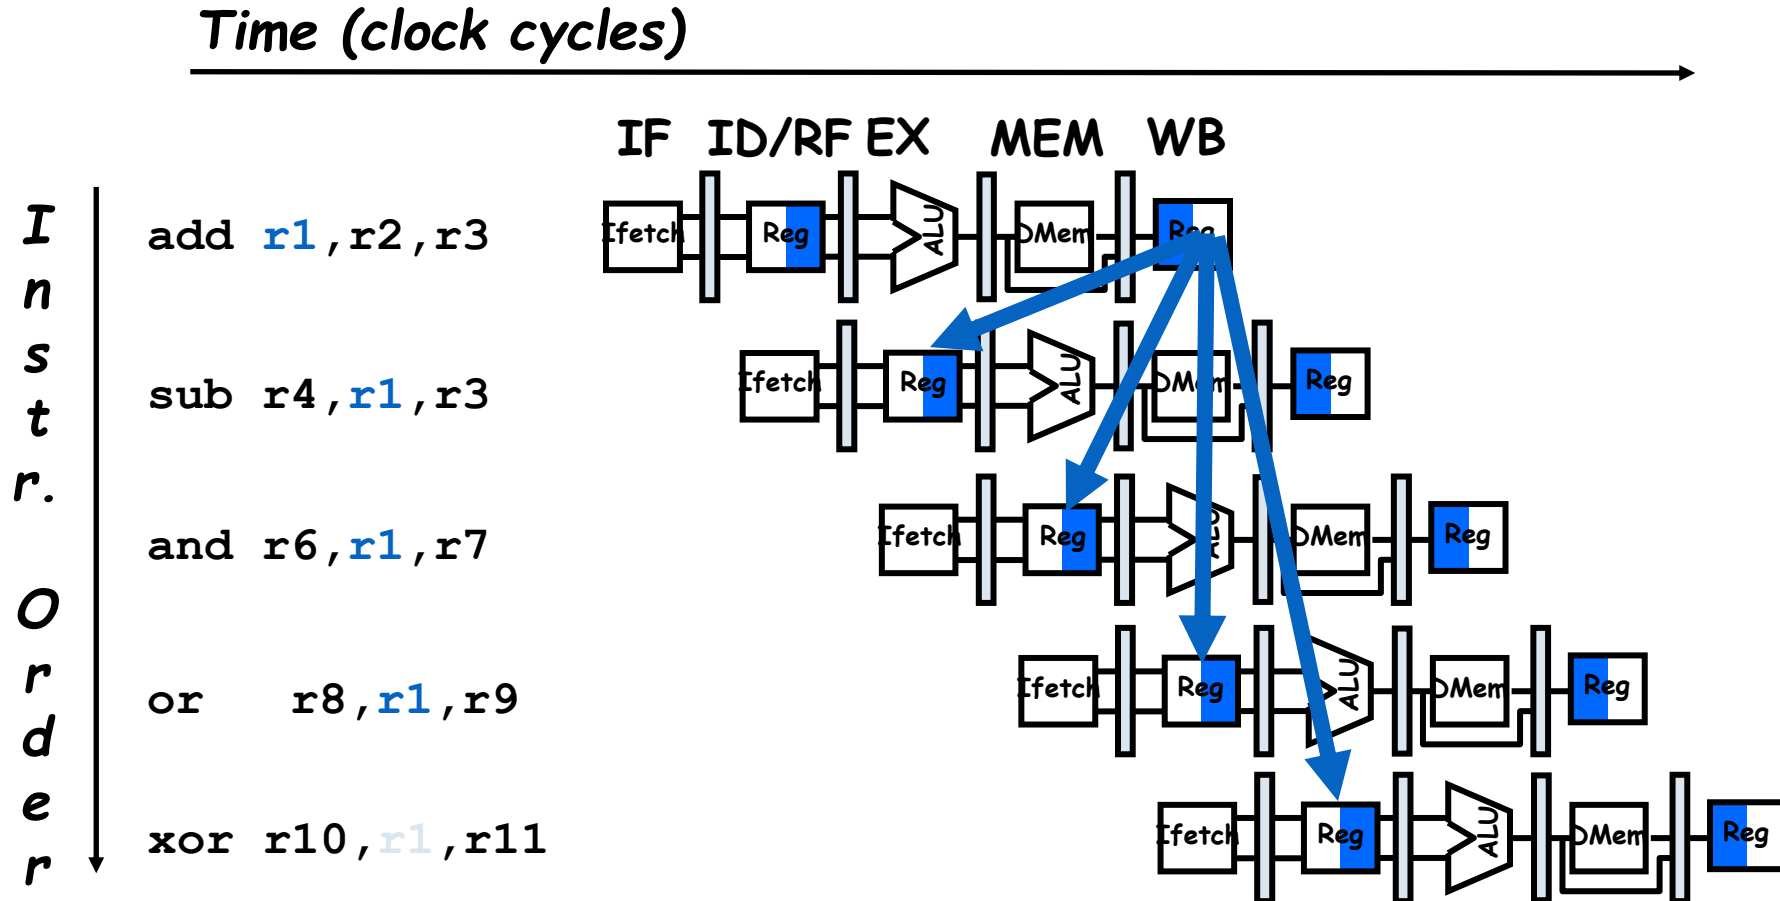 Time (clock cycles)
IF ID/RF EX MEM WB
Instr. Order
add r1,r2,r3
Ifetch Reg ALU DMem Reg
sub r4,r1,r3
Ifetch Reg ALU DMem Reg
and r6,r1,r7
Ifetch Reg ALU DMem Reg
or r8,r1,r9
Ifetch Reg ALU DMem Reg
xor r10,r1,r11
Ifetch Reg ALU DMem Reg